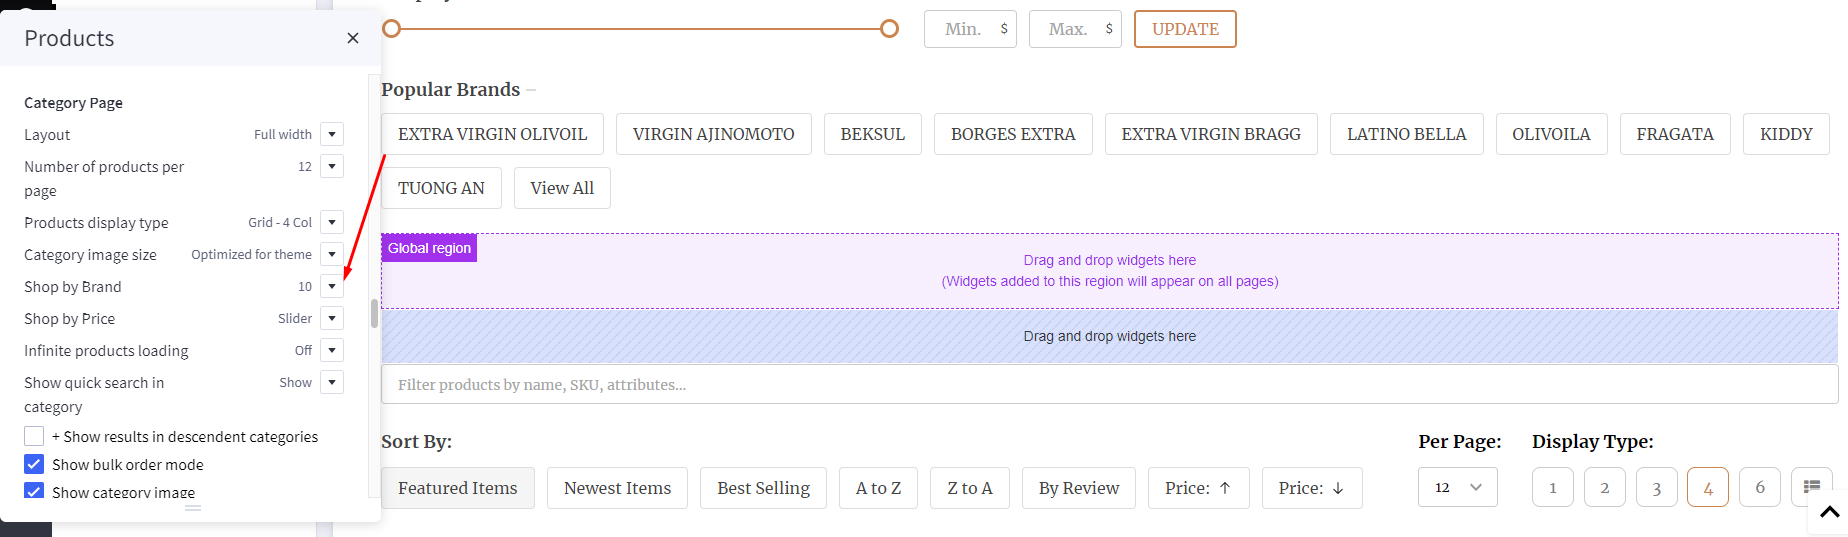 Products
Category Page
Layout Full width
Number of products per page 12
Products display type Grid - 4 Col
Category image size Optimized for theme
Shop by Brand 10
Shop by Price Slider
Infinite products loading Off
Show quick search in category Show
+ Show results in descendent categories
Show bulk order mode
Show category image
Min. $ Max. $ UPDATE
Popular Brands
EXTRA VIRGIN OLIVOIL VIRGIN AJINOMOTO BEKSUL BORGES EXTRA EXTRA VIRGIN BRAGG LATINO BELLA OLIVOILA FRAGATA KIDDY
TUONG AN View All
Global region
Drag and drop widgets here
(Widgets added to this region will appear on all pages)
Drag and drop widgets here
Filter products by name, SKU, attributes...
Sort By: Per Page: Display Type:
Featured Items Newest Items Best Selling A to Z Z to A By Review Price: ↑ Price: ↓ 12 1 2 3 4 6